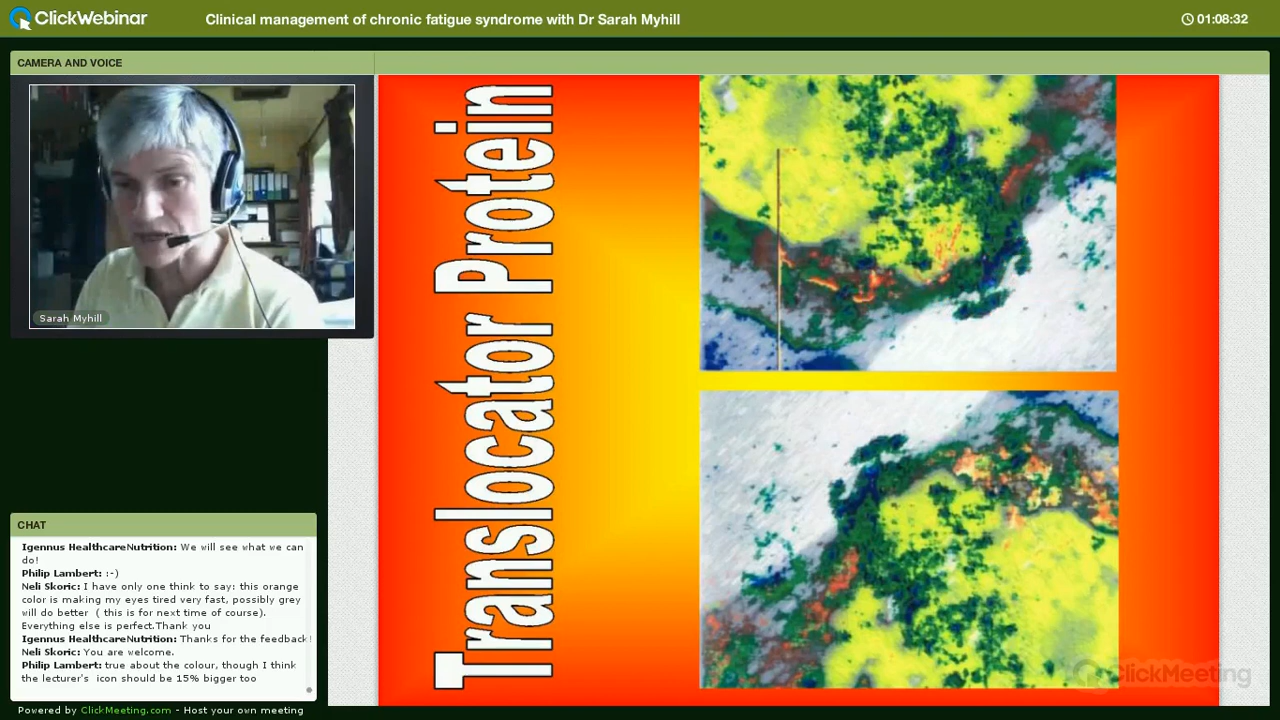 ClickWebinar
Clinical management of chronic fatigue syndrome with Dr Sarah Myhill
01:08:32
CAMERA AND VOICE
Sarah Myhill
Translocator Protein
CHAT
Igennus HealthcareNutrition: We will see what we can
do!
Philip Lambert: :-)
Neli Skoric: I have only one think to say: this orange
color is making my eyes tired very fast, possibly grey
will do better ( this is for next time of course).
Everything else is perfect.Thank you
Igennus HealthcareNutrition: Thanks for the feedback!
Neli Skoric: You are welcome.
Philip Lambert: true about the colour, though I think
the lecturer's icon should be 15% bigger too
ClickMeeting
Powered by ClickMeeting.com - Host your own meeting